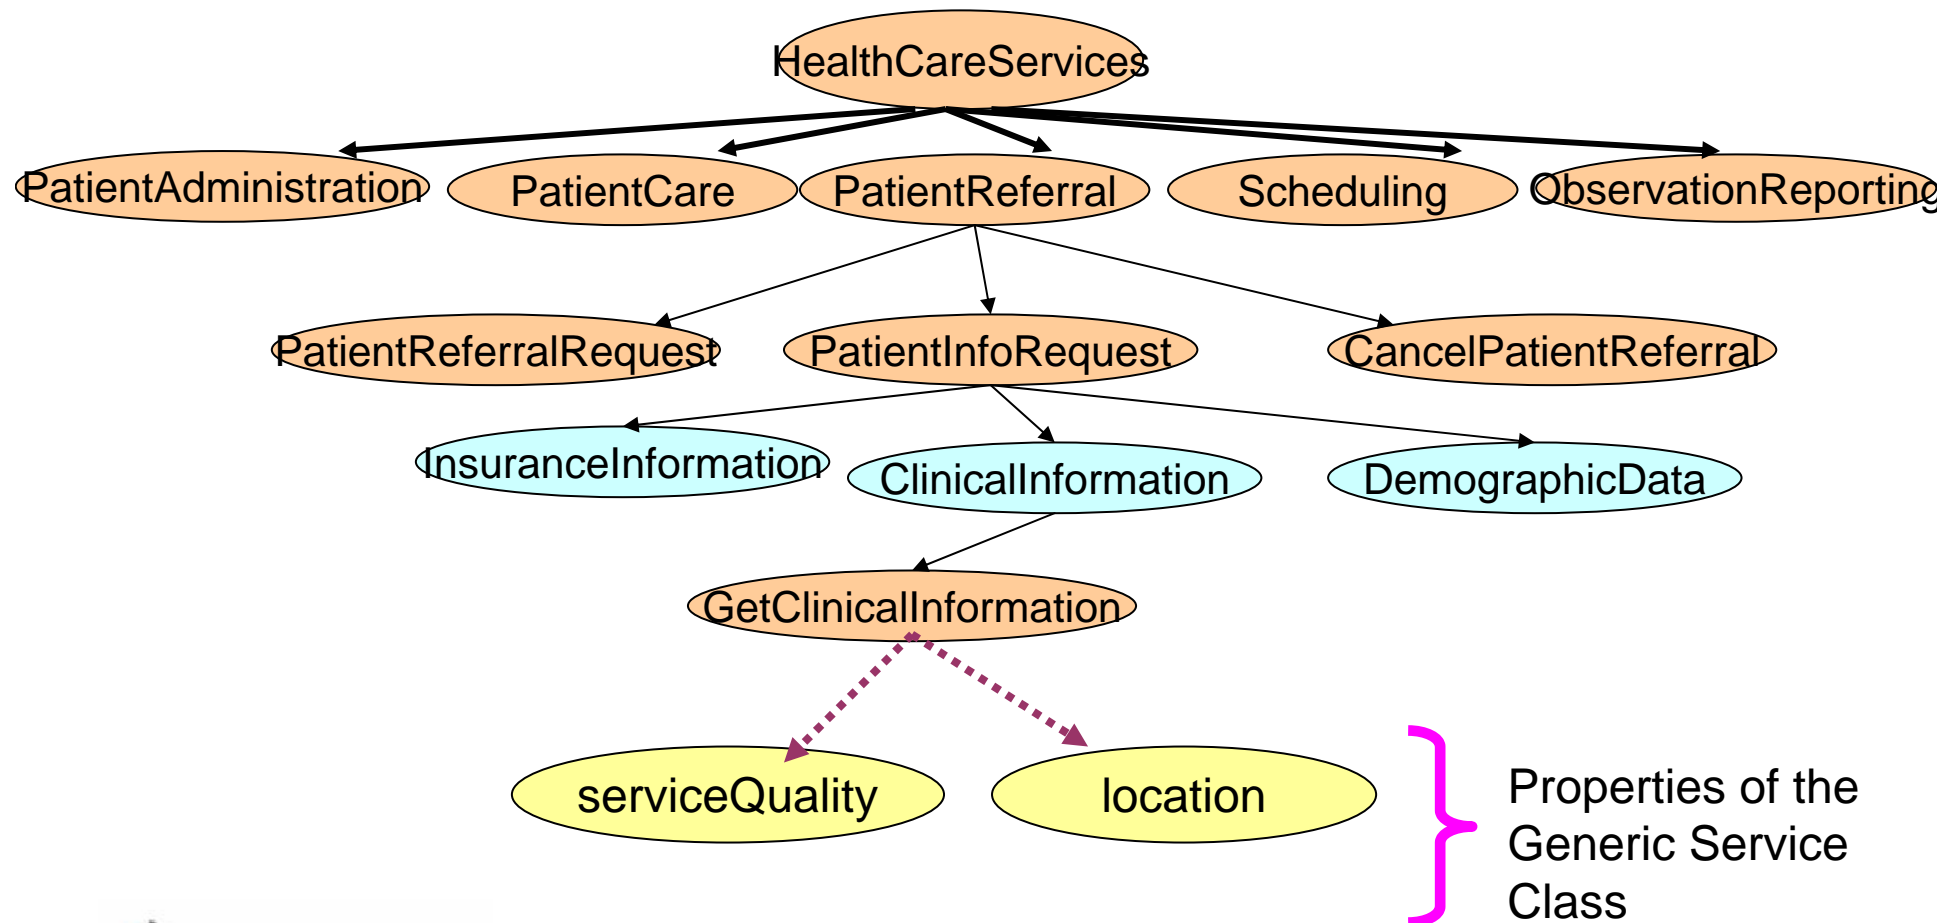 HealthCareServices
PatientAdministration
PatientCare
PatientReferral
Scheduling
ObservationReporting
PatientReferralRequest
PatientInfoRequest
CancelPatientReferral
InsuranceInformation
ClinicalInformation
DemographicData
GetClinicalInformation
serviceQuality
location
Properties of the
Generic Service
Class